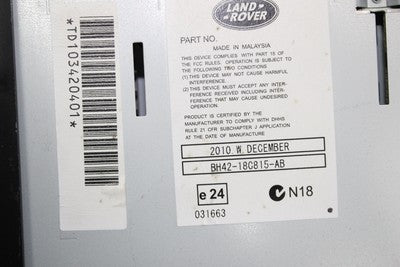 LAND
ROVER
PART NO.
MADE IN MALAYSIA
THIS DEVICE COMPLIES WITH PART 15 OF
THE FCC RULES. OPERATION IS SUBJECT TO
THE FOLLOWING TWO CONDITIONS
(1) THIS DEVICE MAY NOT CAUSE HARMFUL
INTERFERENCE
(2) THIS DEVICE MUST ACCEPT ANY INTER-
FERENCE RECEIVED INCLUDING ANY
INTERFERENCE THAT MAY CAUSE
UNDESIRED OPERATION
PRODUCT IS CERTIFIED BY THE
MANUFACTURER TO COMPLY WITH DHHS
RULE 21 CFR SUBCHAPTER J APPLICATION
AT THE DATE OF MANUFACTURE
2010. W. DECEMBER
BH42-18C815-AB
e 24
N18
031663
*TD103420401*